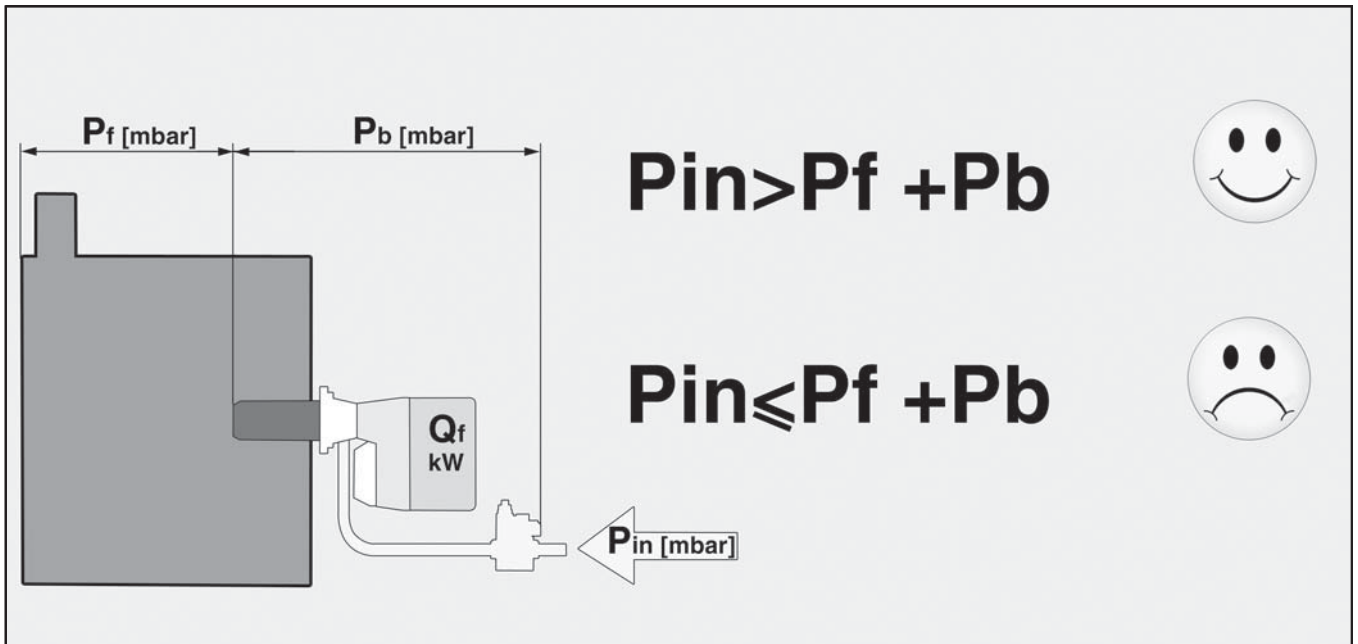 Pf [mbar]
Pb [mbar]
Pin>Pf +Pb
Pin⩽Pf +Pb
Qf
kW
Pin [mbar]